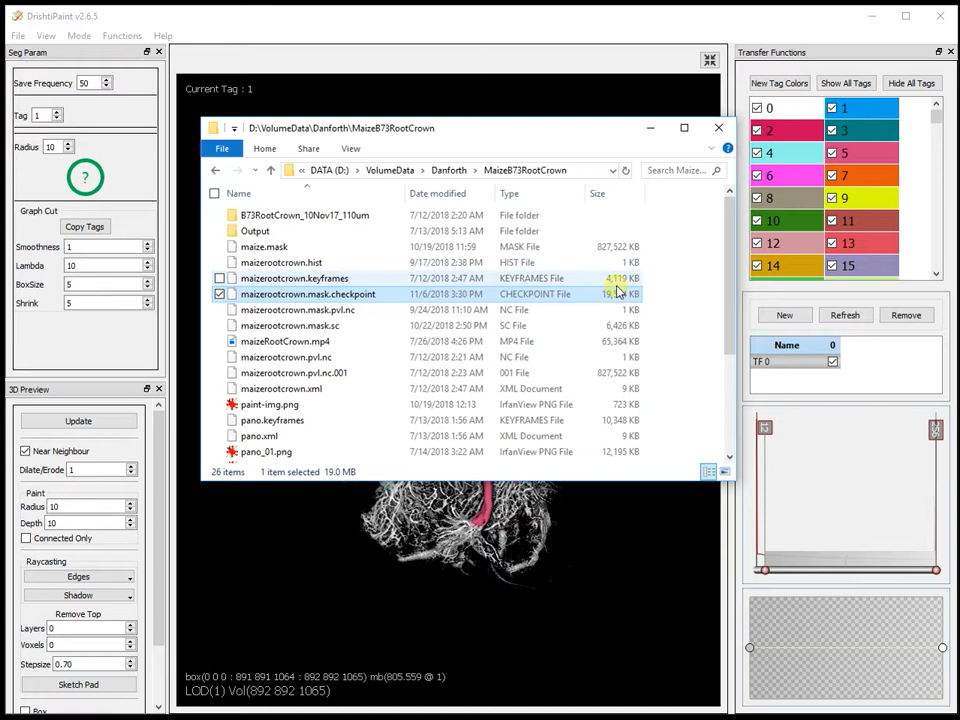 DrishtiPaint v2.6.5
File View Mode Functions Help
Seg Param
Save Frequency 50
Tag 1
Radius 10
?
Graph Cut
Copy Tags
Smoothness 1
Lambda 10
BoxSize 5
Shrink 5
3D Preview
Update
Near Neighbour
Dilate/Erode 1
Paint
Radius 10
Depth 10
Connected Only
Raycasting
Edges
Shadow
Remove Top
Layers 0
Voxels 0
Stepsize 0.70
Sketch Pad
Box
Current Tag : 1
D:\VolumeData\Danforth\MaizeB73RootCrown
File Home Share View
« DATA (D:) › VolumeData › Danforth › MaizeB73RootCrown
Search Maize...
Name Date modified Type Size
B73RootCrown_10Nov17_110um 7/12/2018 2:20 AM File folder
Output 7/13/2018 5:13 AM File folder
maize.mask 10/19/2018 11:59 MASK File 827,522 KB
maizerootcrown.hist 9/17/2018 2:38 PM HIST File 1 KB
maizerootcrown.keyframes 7/12/2018 2:47 AM KEYFRAMES File 4,119 KB
maizerootcrown.mask.checkpoint 11/6/2018 3:30 PM CHECKPOINT File KB
maizerootcrown.mask.pvl.nc 9/24/2018 11:10 AM NC File 1 KB
maizerootcrown.mask.sc 10/22/2018 2:50 PM SC File 6,426 KB
maizeRootCrown.mp4 7/26/2018 4:26 PM MP4 File 65,364 KB
maizerootcrown.pvl.nc 7/12/2018 2:21 AM NC File 1 KB
maizerootcrown.pvl.nc.001 7/12/2018 2:23 AM 001 File 827,522 KB
maizerootcrown.xml 7/12/2018 2:47 AM XML Document 9 KB
paint-img.png 10/19/2018 12:13 IrfanView PNG File 723 KB
pano.keyframes 7/13/2018 1:56 AM KEYFRAMES File 10,348 KB
pano.xml 7/13/2018 1:56 AM XML Document 9 KB
pano_01.png 7/14/2018 3:22 AM IrfanView PNG File 12,195 KB
26 items 1 item selected 19.0 MB
box(0 0 0 : 891 891 1064 : 892 892 1065) mb(805.559 @ 1)
LOD(1) Vol(892 892 1065)
Transfer Functions
New Tag Colors Show All Tags Hide All Tags
0 1
2 3
4 5
6 7
8 9
10 11
12 13
14 15
New Refresh Remove
Name 0
TF 0